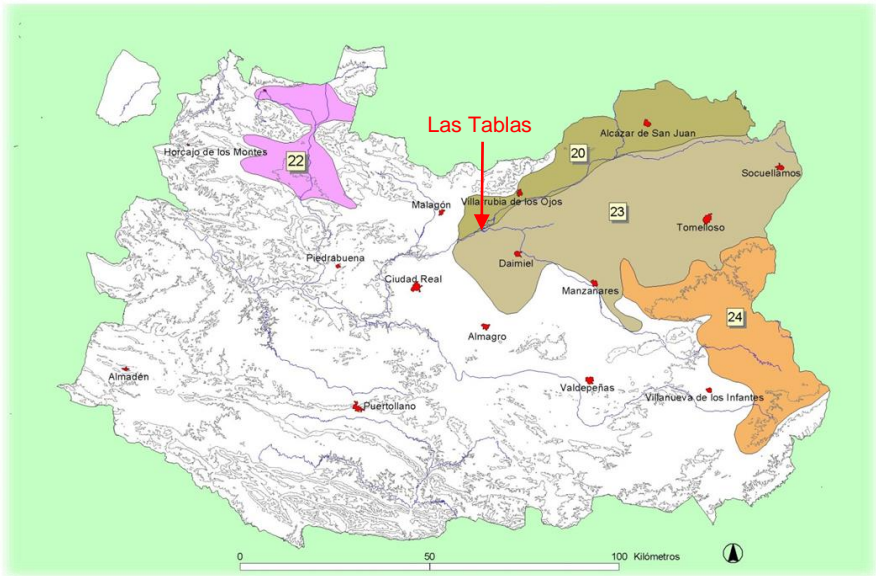 Las Tablas
Alcázar de San Juan
20
Horcajo de los Montes
22
Socuéllamos
Villarrubia de los Ojos
Malagón
23
Tomelloso
Piedrabuena
Daimiel
Ciudad Real
Manzanares
24
Almagro
Almadén
Valdepeñas
Villanueva de los Infantes
Puertollano
0 50 100 Kilómetros